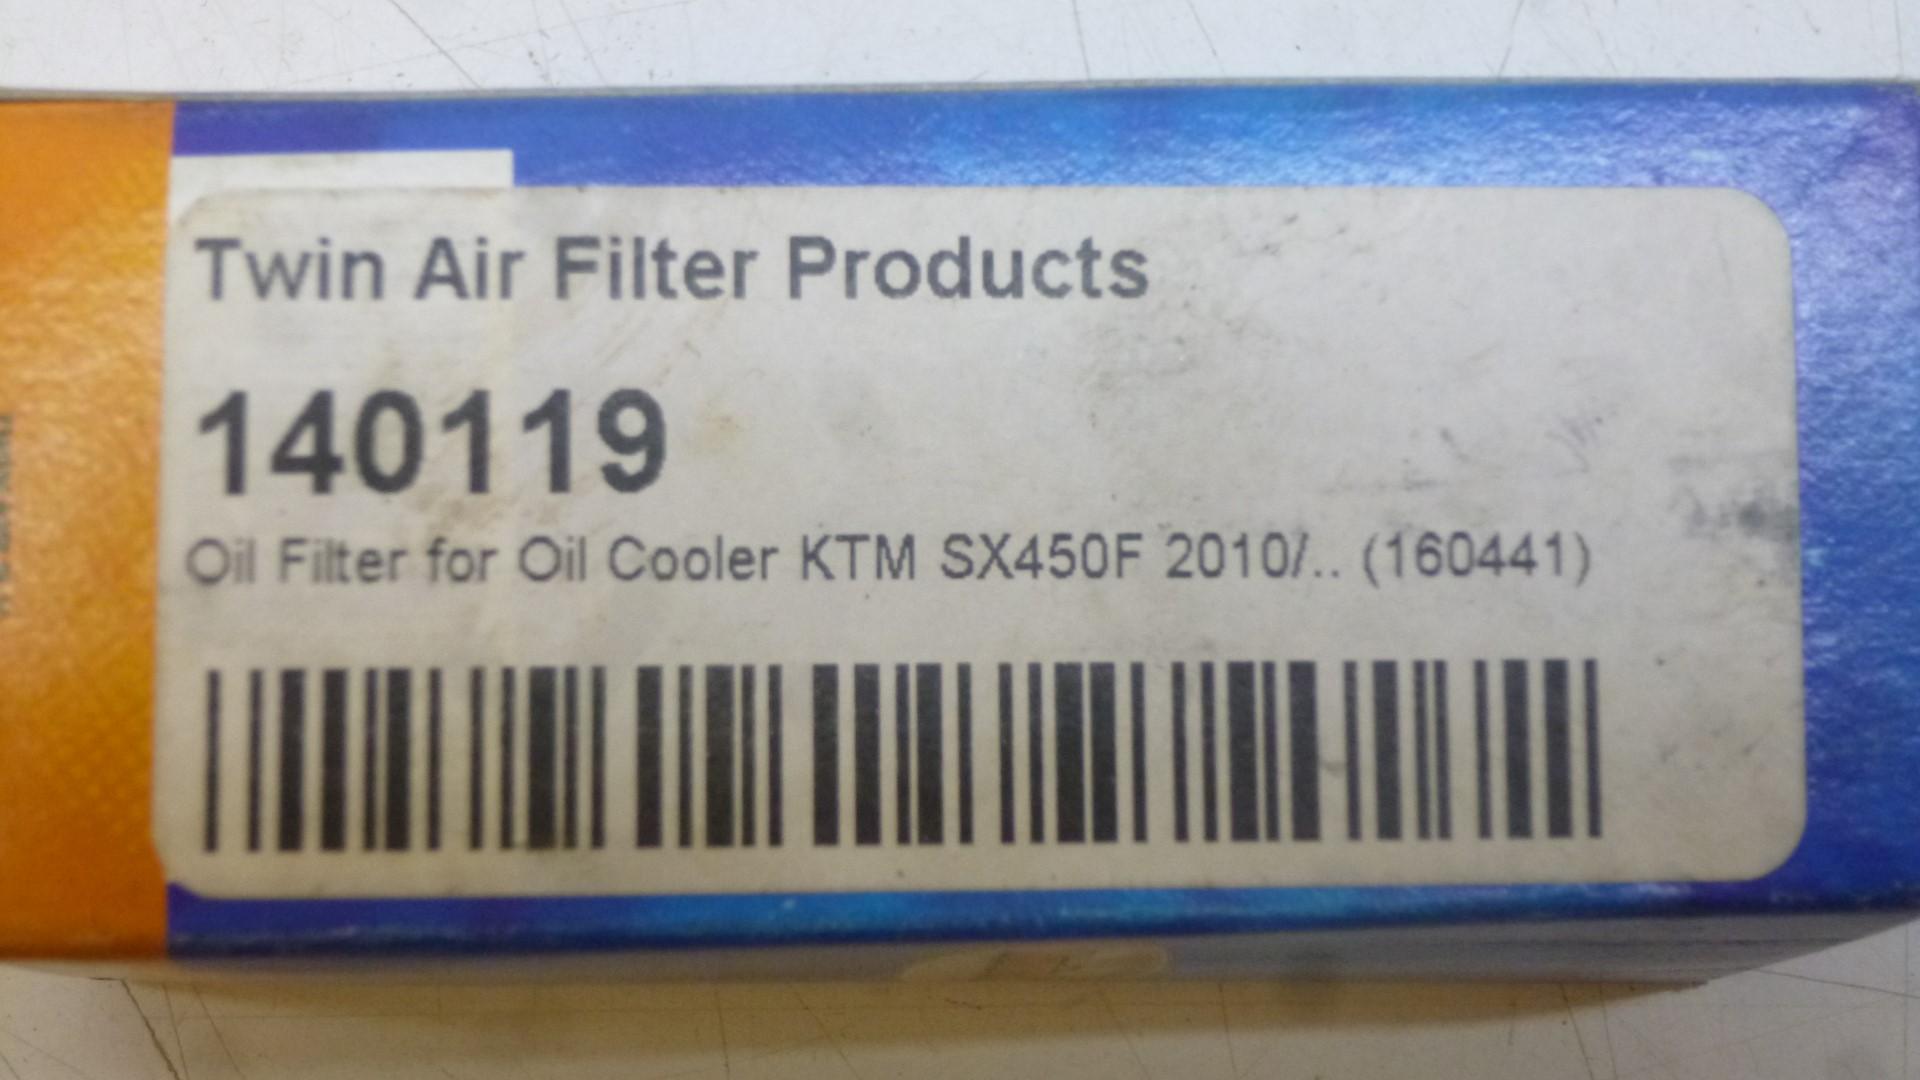 Twin Air Filter Products
140119
Oil Filter for Oil Cooler KTM SX450F 2010/.. (160441)